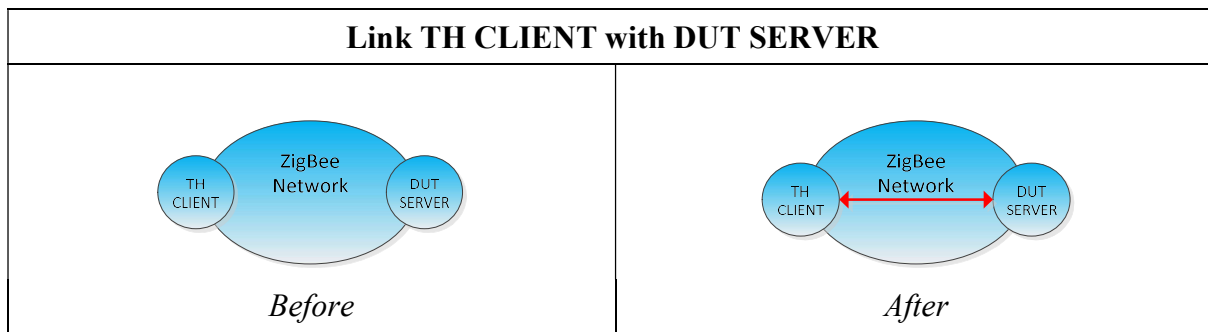 Link TH CLIENT with DUT SERVER
ZigBee
Network
TH
CLIENT
DUT
SERVER
Before
ZigBee
Network
TH
CLIENT
DUT
SERVER
After